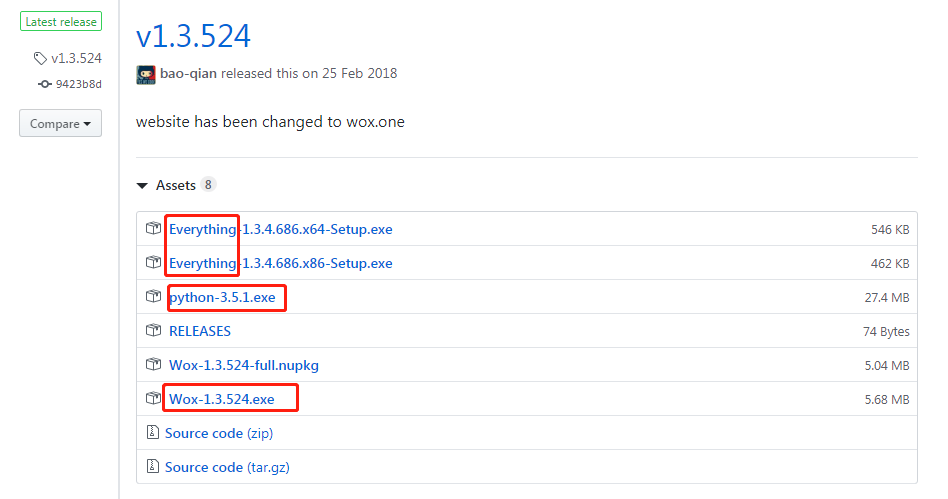 Latest release
v1.3.524
9423b8d
Compare
v1.3.524
bao-qian released this on 25 Feb 2018
website has been changed to wox.one
Assets 8
Everything-1.3.4.686.x64-Setup.exe 546 KB
Everything-1.3.4.686.x86-Setup.exe 462 KB
python-3.5.1.exe 27.4 MB
RELEASES 74 Bytes
Wox-1.3.524-full.nupkg 5.04 MB
Wox-1.3.524.exe 5.68 MB
Source code (zip)
Source code (tar.gz)